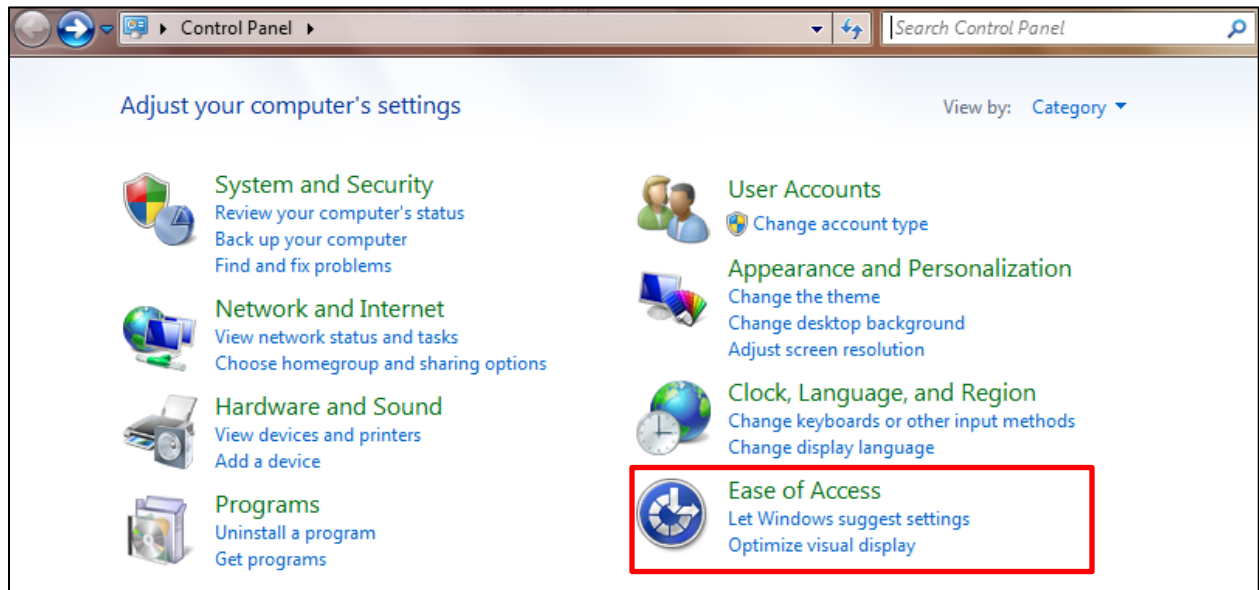 Control Panel
Search Control Panel
Adjust your computer's settings
View by: Category
System and Security
Review your computer's status
Back up your computer
Find and fix problems
Network and Internet
View network status and tasks
Choose homegroup and sharing options
Hardware and Sound
View devices and printers
Add a device
Programs
Uninstall a program
Get programs
User Accounts
Change account type
Appearance and Personalization
Change the theme
Change desktop background
Adjust screen resolution
Clock, Language, and Region
Change keyboards or other input methods
Change display language
Ease of Access
Let Windows suggest settings
Optimize visual display